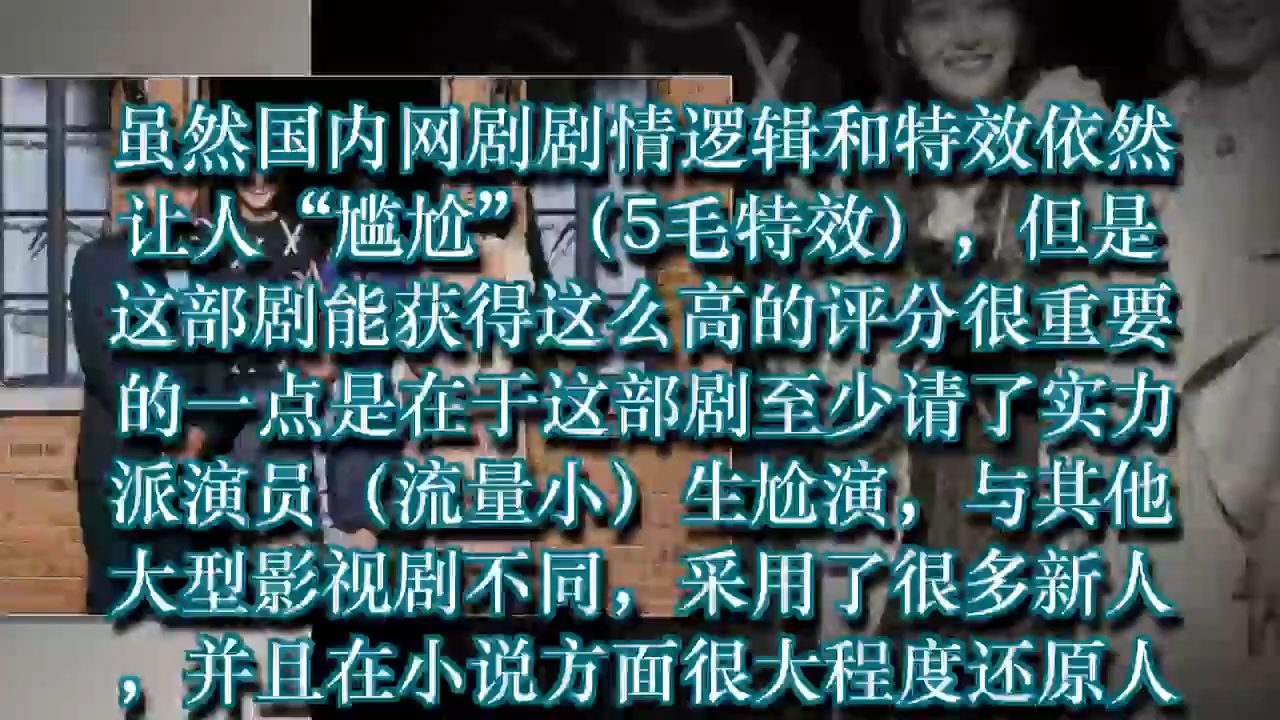 虽然国内网剧剧情逻辑和特效依然
让人“尴尬”（5毛特效），但是
这部剧能获得这么高的评分很重要
的一点是在于这部剧至少请了实力
派演员（流量小）生尬演，与其他
大型影视剧不同，采用了很多新人
，并且在小说方面很大程度还原人